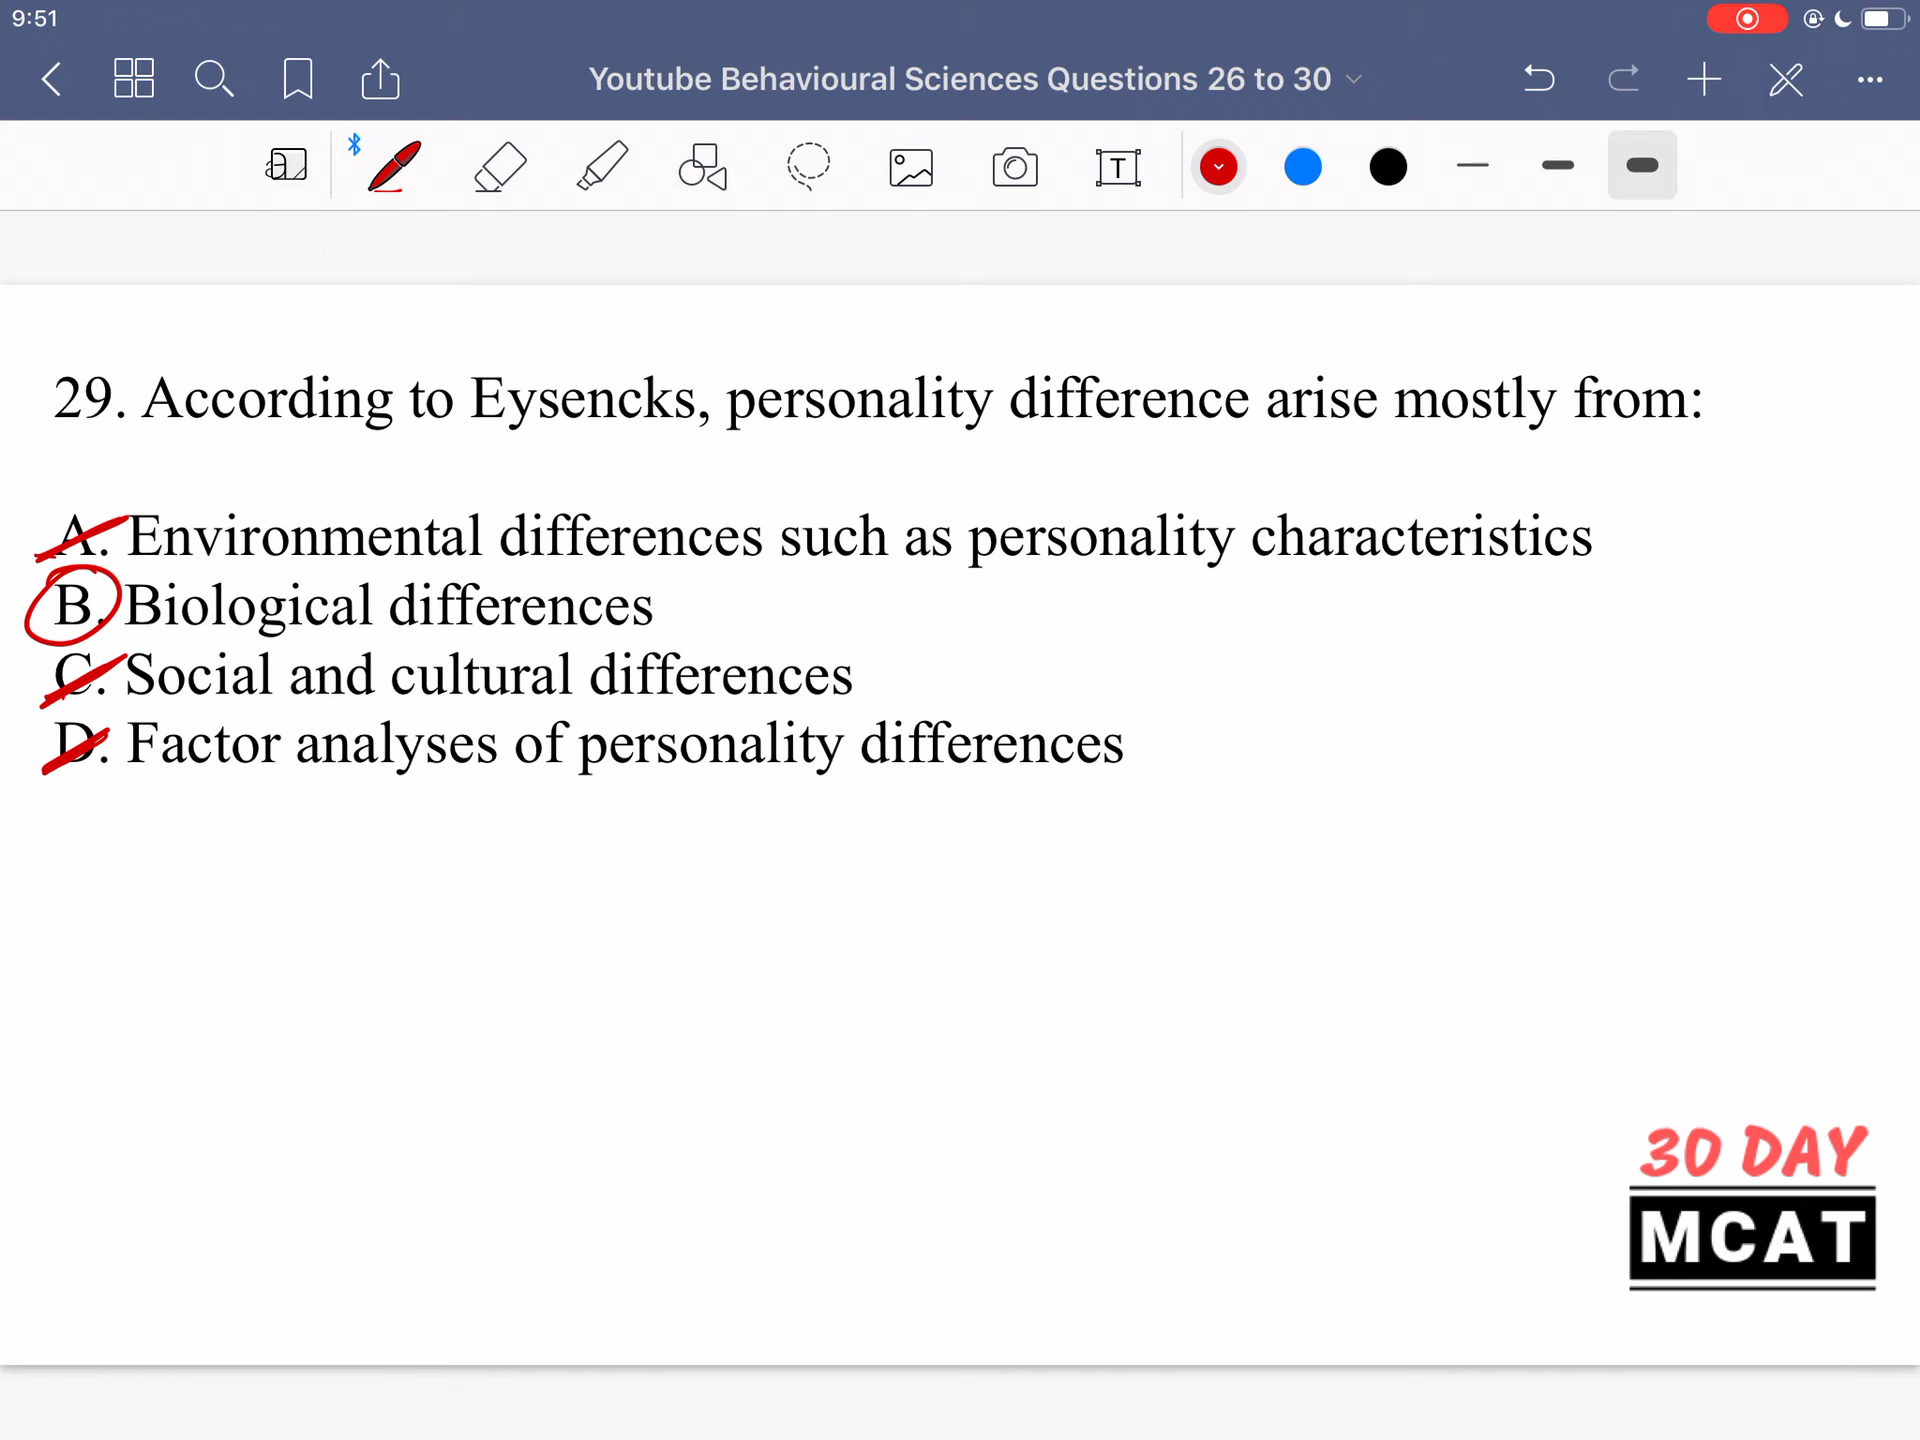 9:51
Youtube Behavioural Sciences Questions 26 to 30
a
T
29. According to Eysencks, personality difference arise mostly from:
A. Environmental differences such as personality characteristics
B. Biological differences
C. Social and cultural differences
D. Factor analyses of personality differences
30 DAY
MCAT